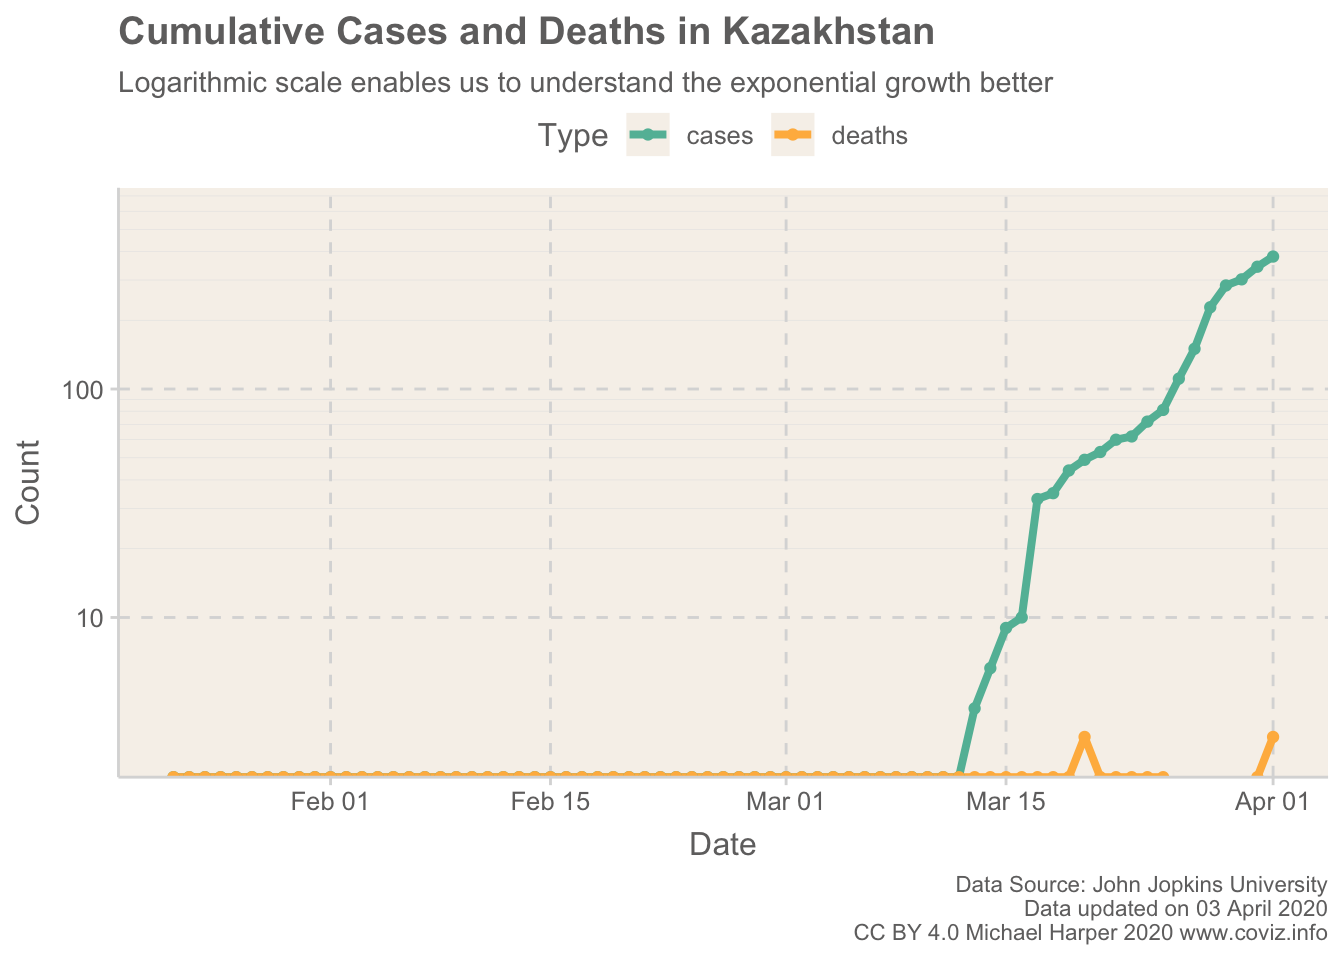 Cumulative Cases and Deaths in Kazakhstan
Logarithmic scale enables us to understand the exponential growth better
Type cases deaths
100
10
Count
Feb 01 Feb 15 Mar 01 Mar 15 Apr 01
Date
Data Source: John Jopkins University
Data updated on 03 April 2020
CC BY 4.0 Michael Harper 2020 www.coviz.info